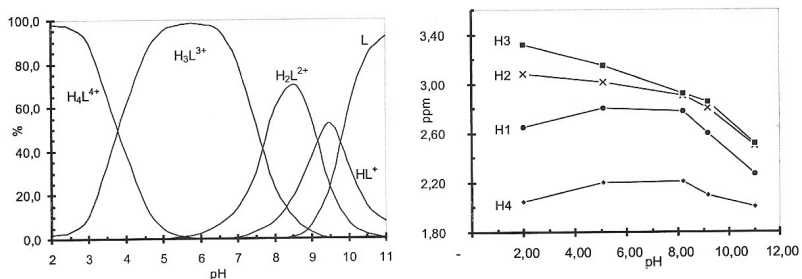 100,0
80,0
60,0
40,0
20,0
0,0
%
H₄L⁴⁺
H₃L³⁺
H₂L²⁺
HL⁺
L
2 3 4 5 6 7 8 9 10 11
pH
3,40
3,00
2,60
2,20
1,80
ppm
H3
H2
H1
H4
- 2,00 4,00 6,00 8,00 10,00 12,00
pH